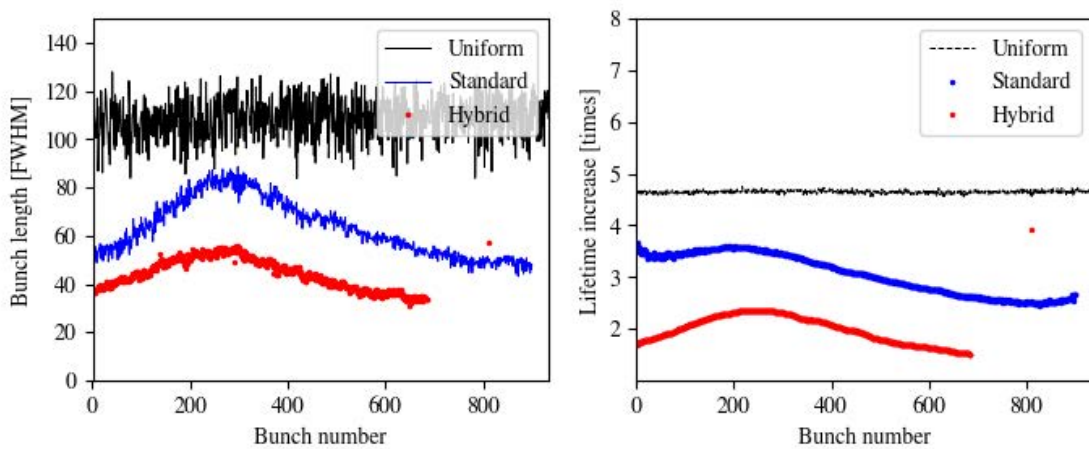 140
120
100
80
60
40
20
0
Bunch length [FWHM]
Uniform
Standard
Hybrid
0 200 400 600 800
Bunch number
8
7
6
5
4
3
2
Lifetime increase [times]
Uniform
Standard
Hybrid
0 200 400 600 800
Bunch number